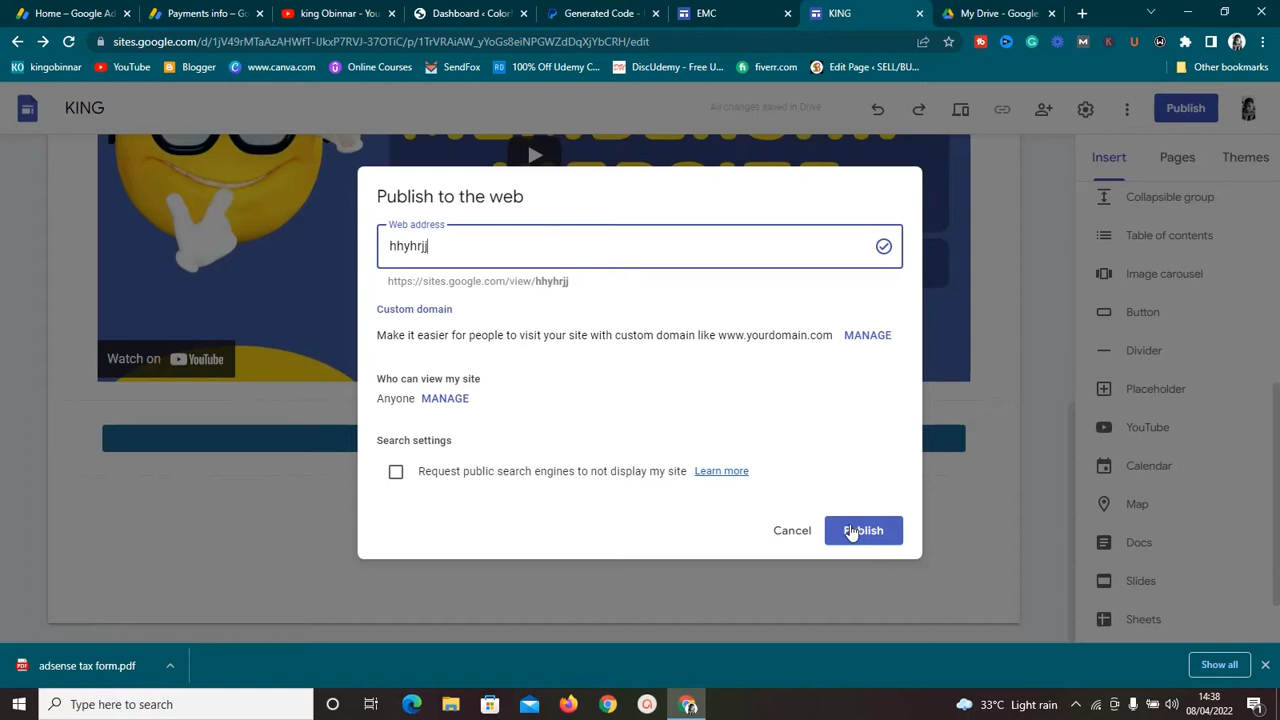 Home – Google Ad
Payments info – Go
king Obinnar - You
Dashboard ‹ Color
Generated Code - 
EMC
KING
My Drive - Google
sites.google.com/d/1jV49rMTaAzAHWfT-lJkxP7RVJ-37OTiC/p/1TrVRAiAW_yYoGs8eiNPGWZdDqXjYbCRH/edit
kingobinnar
YouTube
Blogger
www.canva.com
Online Courses
SendFox
100% Off Udemy C...
DiscUdemy - Free U...
fiverr.com
Edit Page ‹ SELL/BU...
Other bookmarks
KING
All changes saved in Drive
Publish
Insert
Pages
Themes
Collapsible group
Table of contents
Image carousel
Button
Divider
Placeholder
YouTube
Calendar
Map
Docs
Slides
Sheets
Watch on YouTube
Publish to the web
Web address
hhyhrjj
https://sites.google.com/view/hhyhrjj
Custom domain
Make it easier for people to visit your site with custom domain like www.yourdomain.com MANAGE
Who can view my site
Anyone MANAGE
Search settings
Request public search engines to not display my site Learn more
Cancel
Publish
adsense tax form.pdf
Show all
Type here to search
33°C Light rain
14:38
08/04/2022